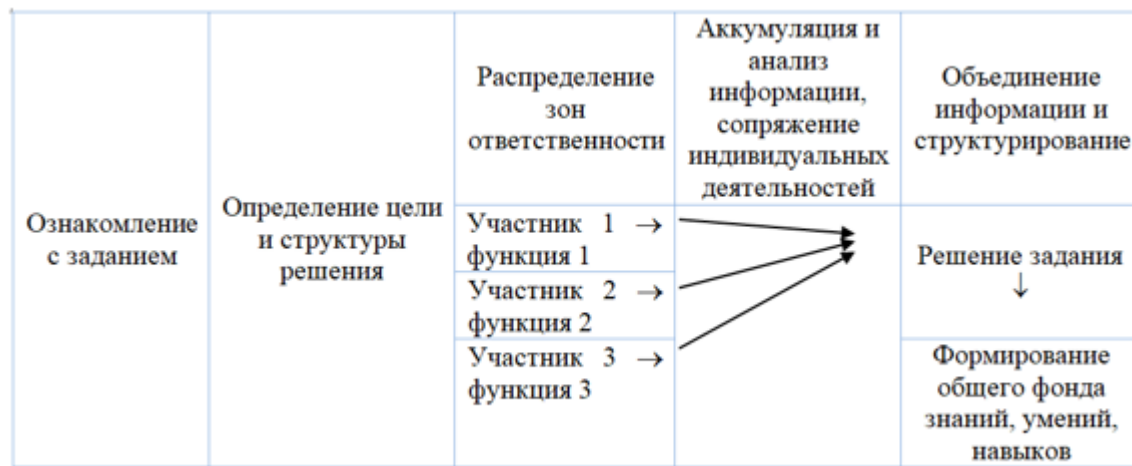 Ознакомление
с заданием
Определение цели
и структуры
решения
Распределение
зон
ответственности
Аккумуляция и
анализ
информации,
сопряжение
индивидуальных
деятельностей
Объединение
информации и
структурирование
Участник 1 →
функция 1
Участник 2 →
функция 2
Участник 3 →
функция 3
Решение задания
↓
Формирование
общего фонда
знаний, умений,
навыков